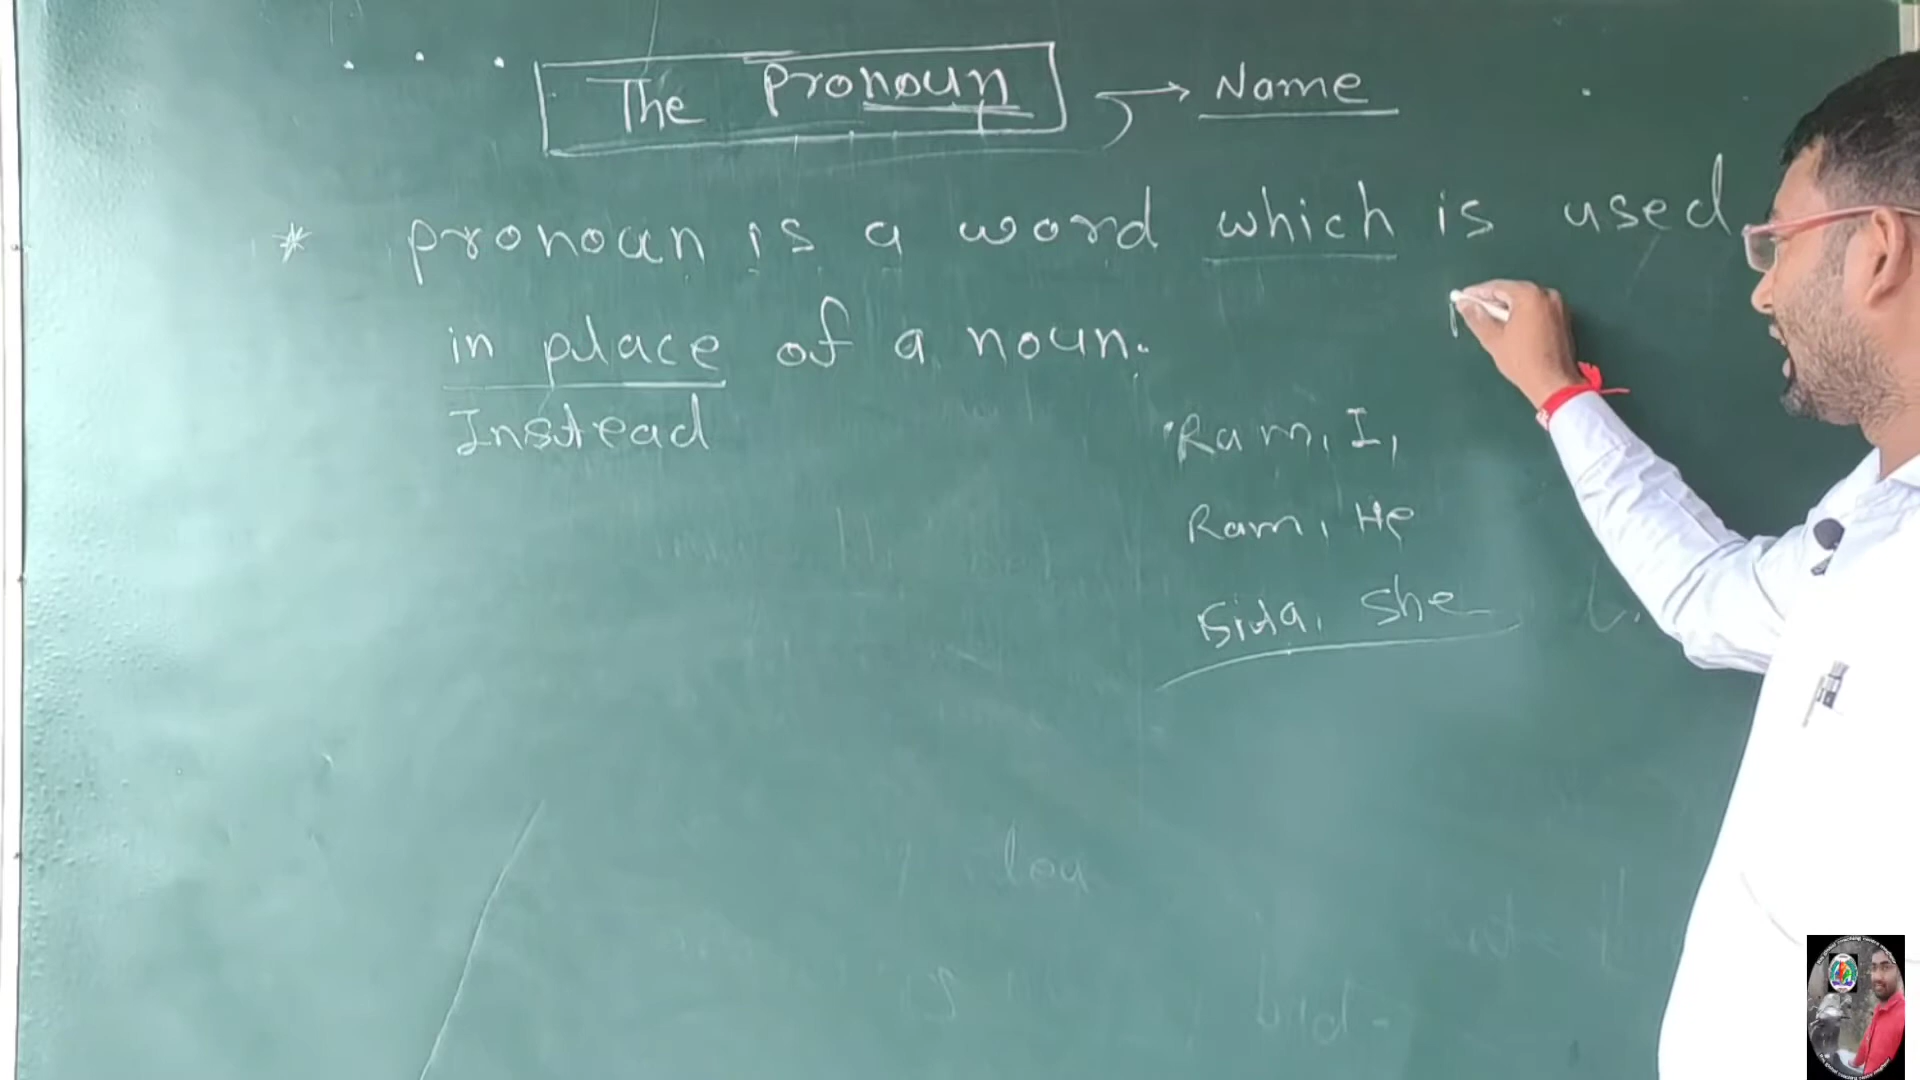 The Pronoun → Name
* pronoun is a word which is used
in place of a noun.
Instead
Ram, I,
Ram, He
Sita, She